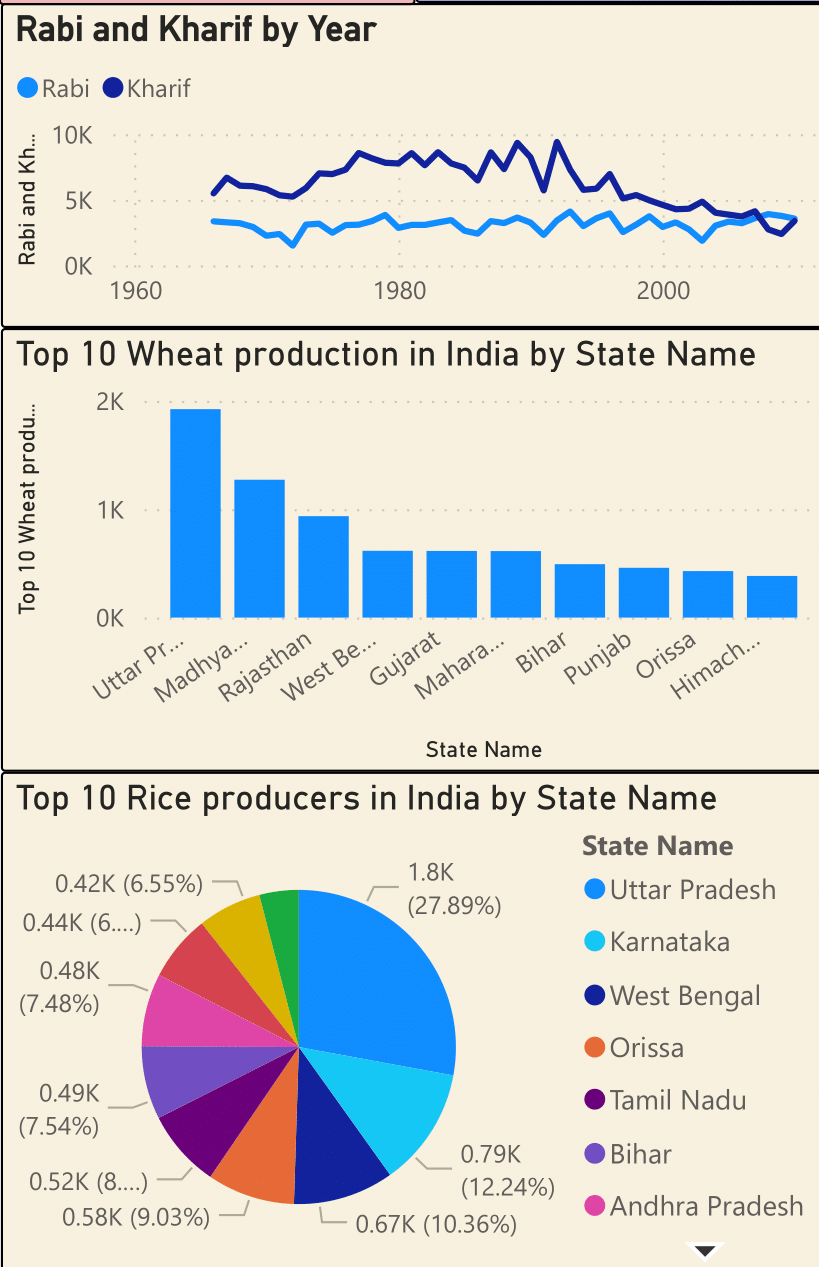 Rabi and Kharif by Year
Rabi Kharif
Rabi and Kh...
10K
5K
0K
1960 1980 2000
Top 10 Wheat production in India by State Name
Top 10 Wheat produ...
2K
1K
0K
Uttar Pr... Madhya... Rajasthan West Be... Gujarat Mahara... Bihar Punjab Orissa Himach...
State Name
Top 10 Rice producers in India by State Name
State Name
Uttar Pradesh
Karnataka
West Bengal
Orissa
Tamil Nadu
Bihar
Andhra Pradesh
1.8K
(27.89%)
0.79K
(12.24%)
0.67K (10.36%)
0.58K (9.03%)
0.52K (8....)
0.49K
(7.54%)
0.48K
(7.48%)
0.44K (6....)
0.42K (6.55%)